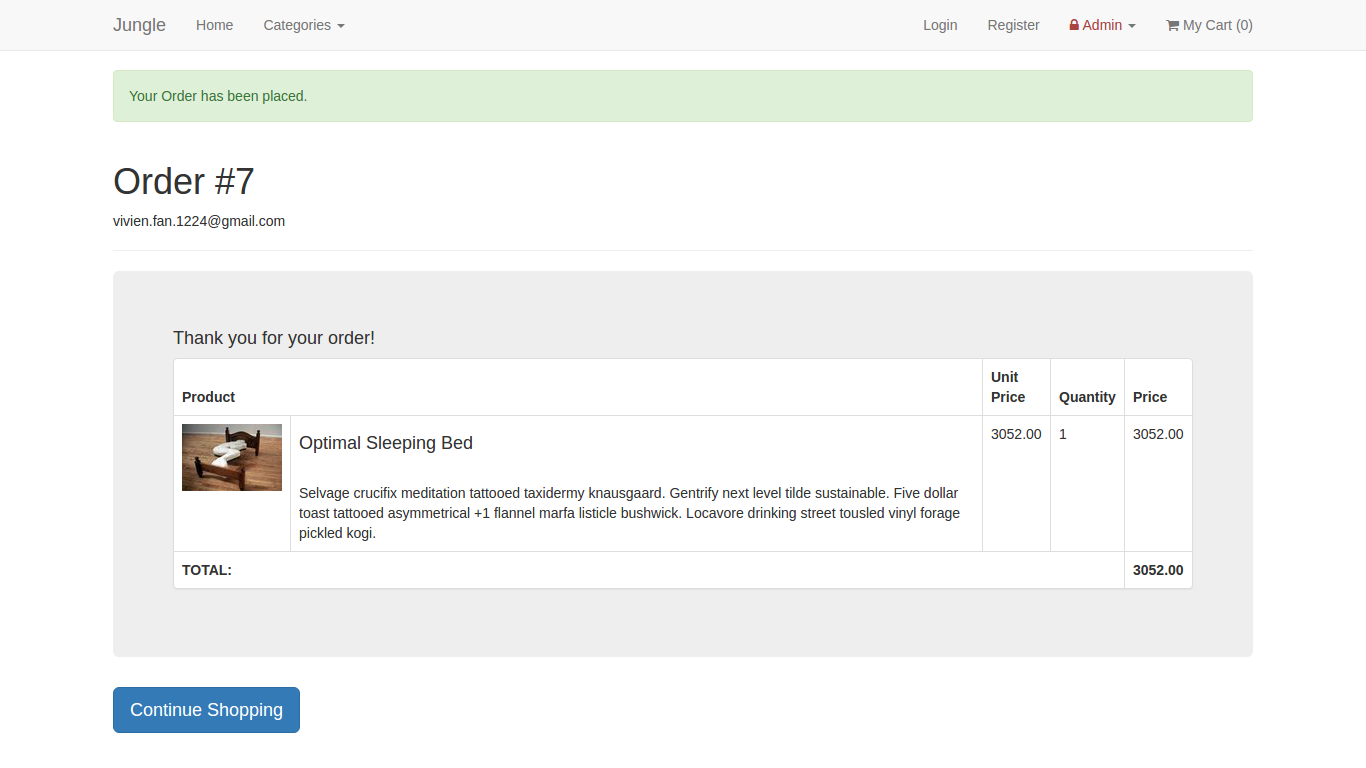 Jungle Home Categories Login Register Admin My Cart (0)
Your Order has been placed.
Order #7
vivien.fan.1224@gmail.com
Thank you for your order!
Product Unit Price Quantity Price
Optimal Sleeping Bed 3052.00 1 3052.00
Selvage crucifix meditation tattooed taxidermy knausgaard. Gentrify next level tilde sustainable. Five dollar
toast tattooed asymmetrical +1 flannel marfa listicle bushwick. Locavore drinking street tousled vinyl forage
pickled kogi.
TOTAL: 3052.00
Continue Shopping